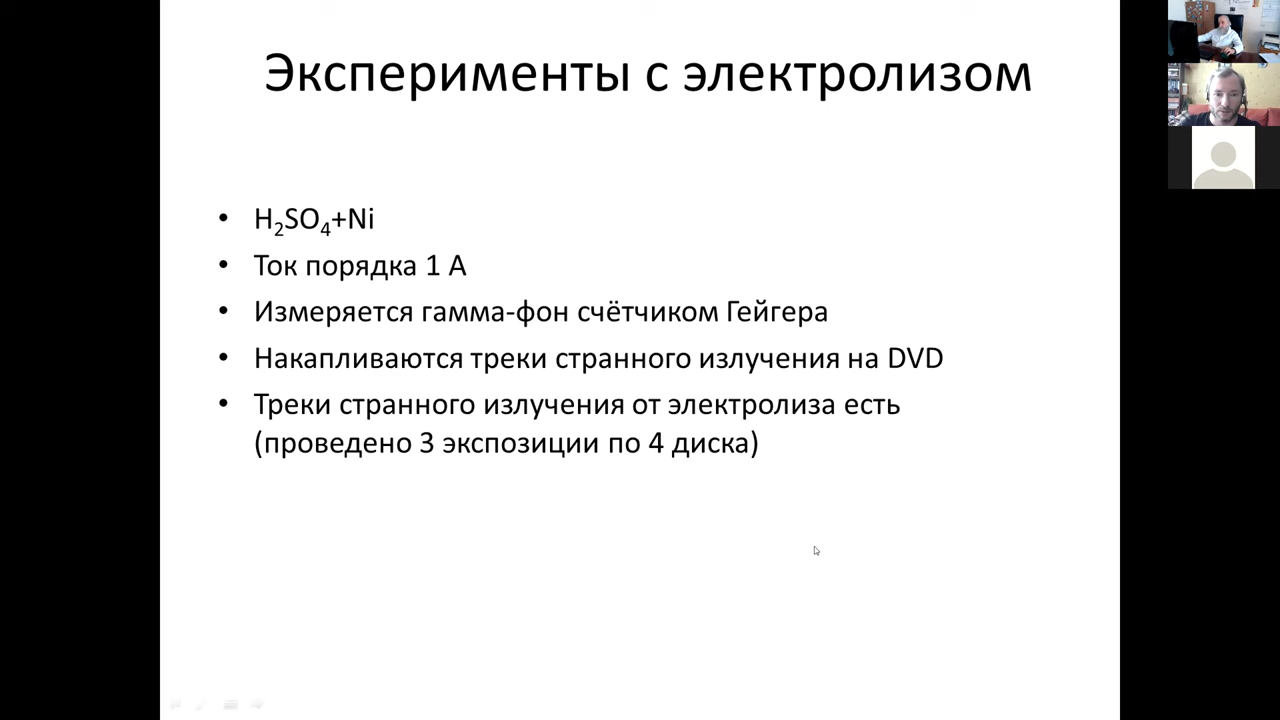 Эксперименты с электролизом
• H₂SO₄+Ni
• Ток порядка 1 А
• Измеряется гамма-фон счётчиком Гейгера
• Накапливаются треки странного излучения на DVD
• Треки странного излучения от электролиза есть
(проведено 3 экспозиции по 4 диска)